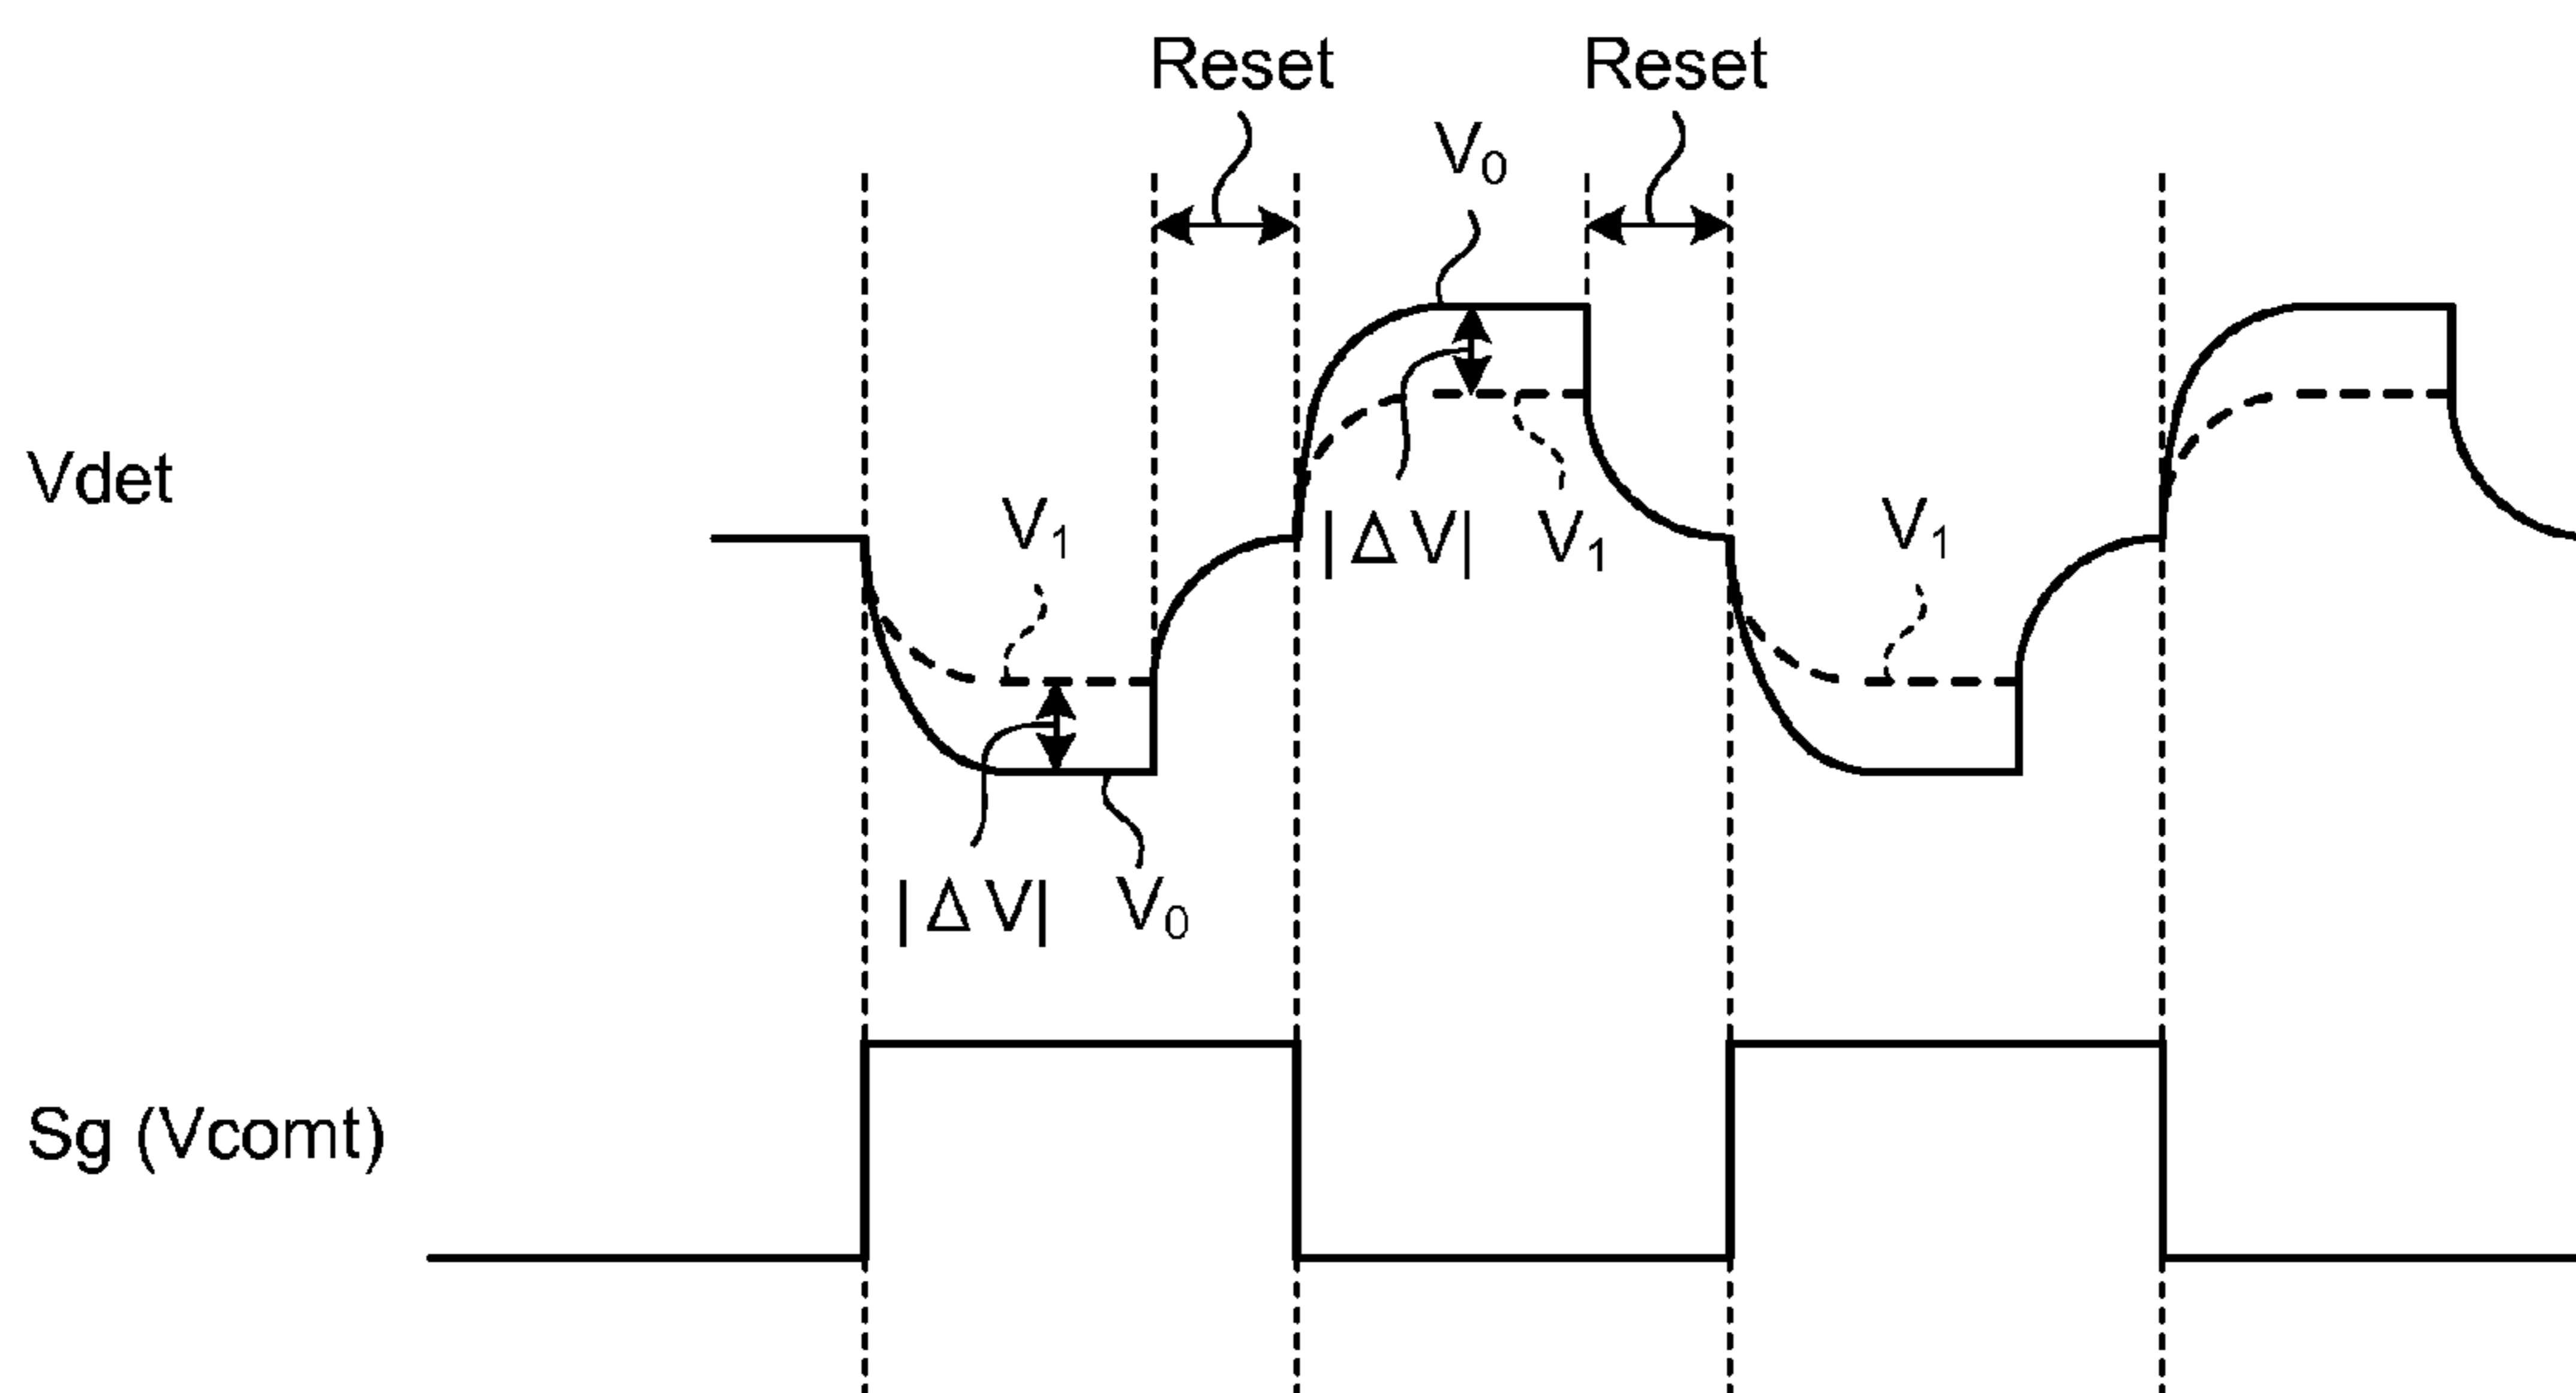 Reset
Reset
V₀
Vdet
V₁
|ΔV|
V₁
V₁
|ΔV|
V₀
Sg (Vcomt)